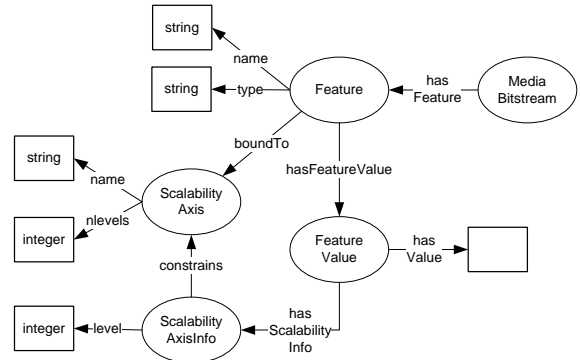 string
name
string
type
Feature
has
Feature
Media
Bitstream
boundTo
string
hasFeatureValue
name
Scalability
Axis
nlevels
integer
Feature
Value
has
Value
constrains
has
Scalability
Info
integer
level
Scalability
AxisInfo